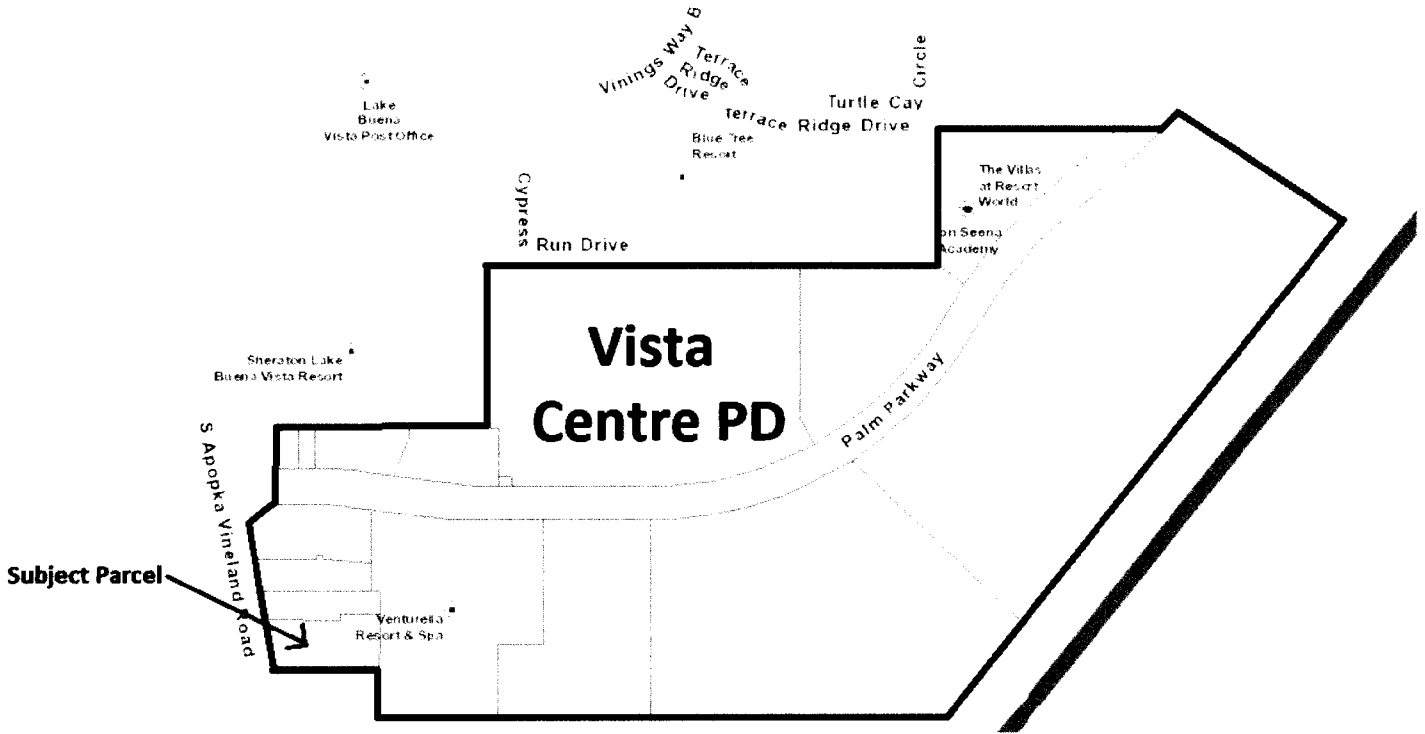 Vinings Way B
Terrace
Ridge
Drive
Terrace Ridge Drive
Turtle Cay
Circle
Lake
Buena
Vista Post Office
Blue Tree
Resort
The Villas
at Resort
World
on Seena
Academy
Cypress
Run Drive
Sheraton Lake
Buena Vista Resort
Vista
Centre PD
Palm Parkway
S Apopka Vineland Road
Subject Parcel
Venturella
Resort & Spa